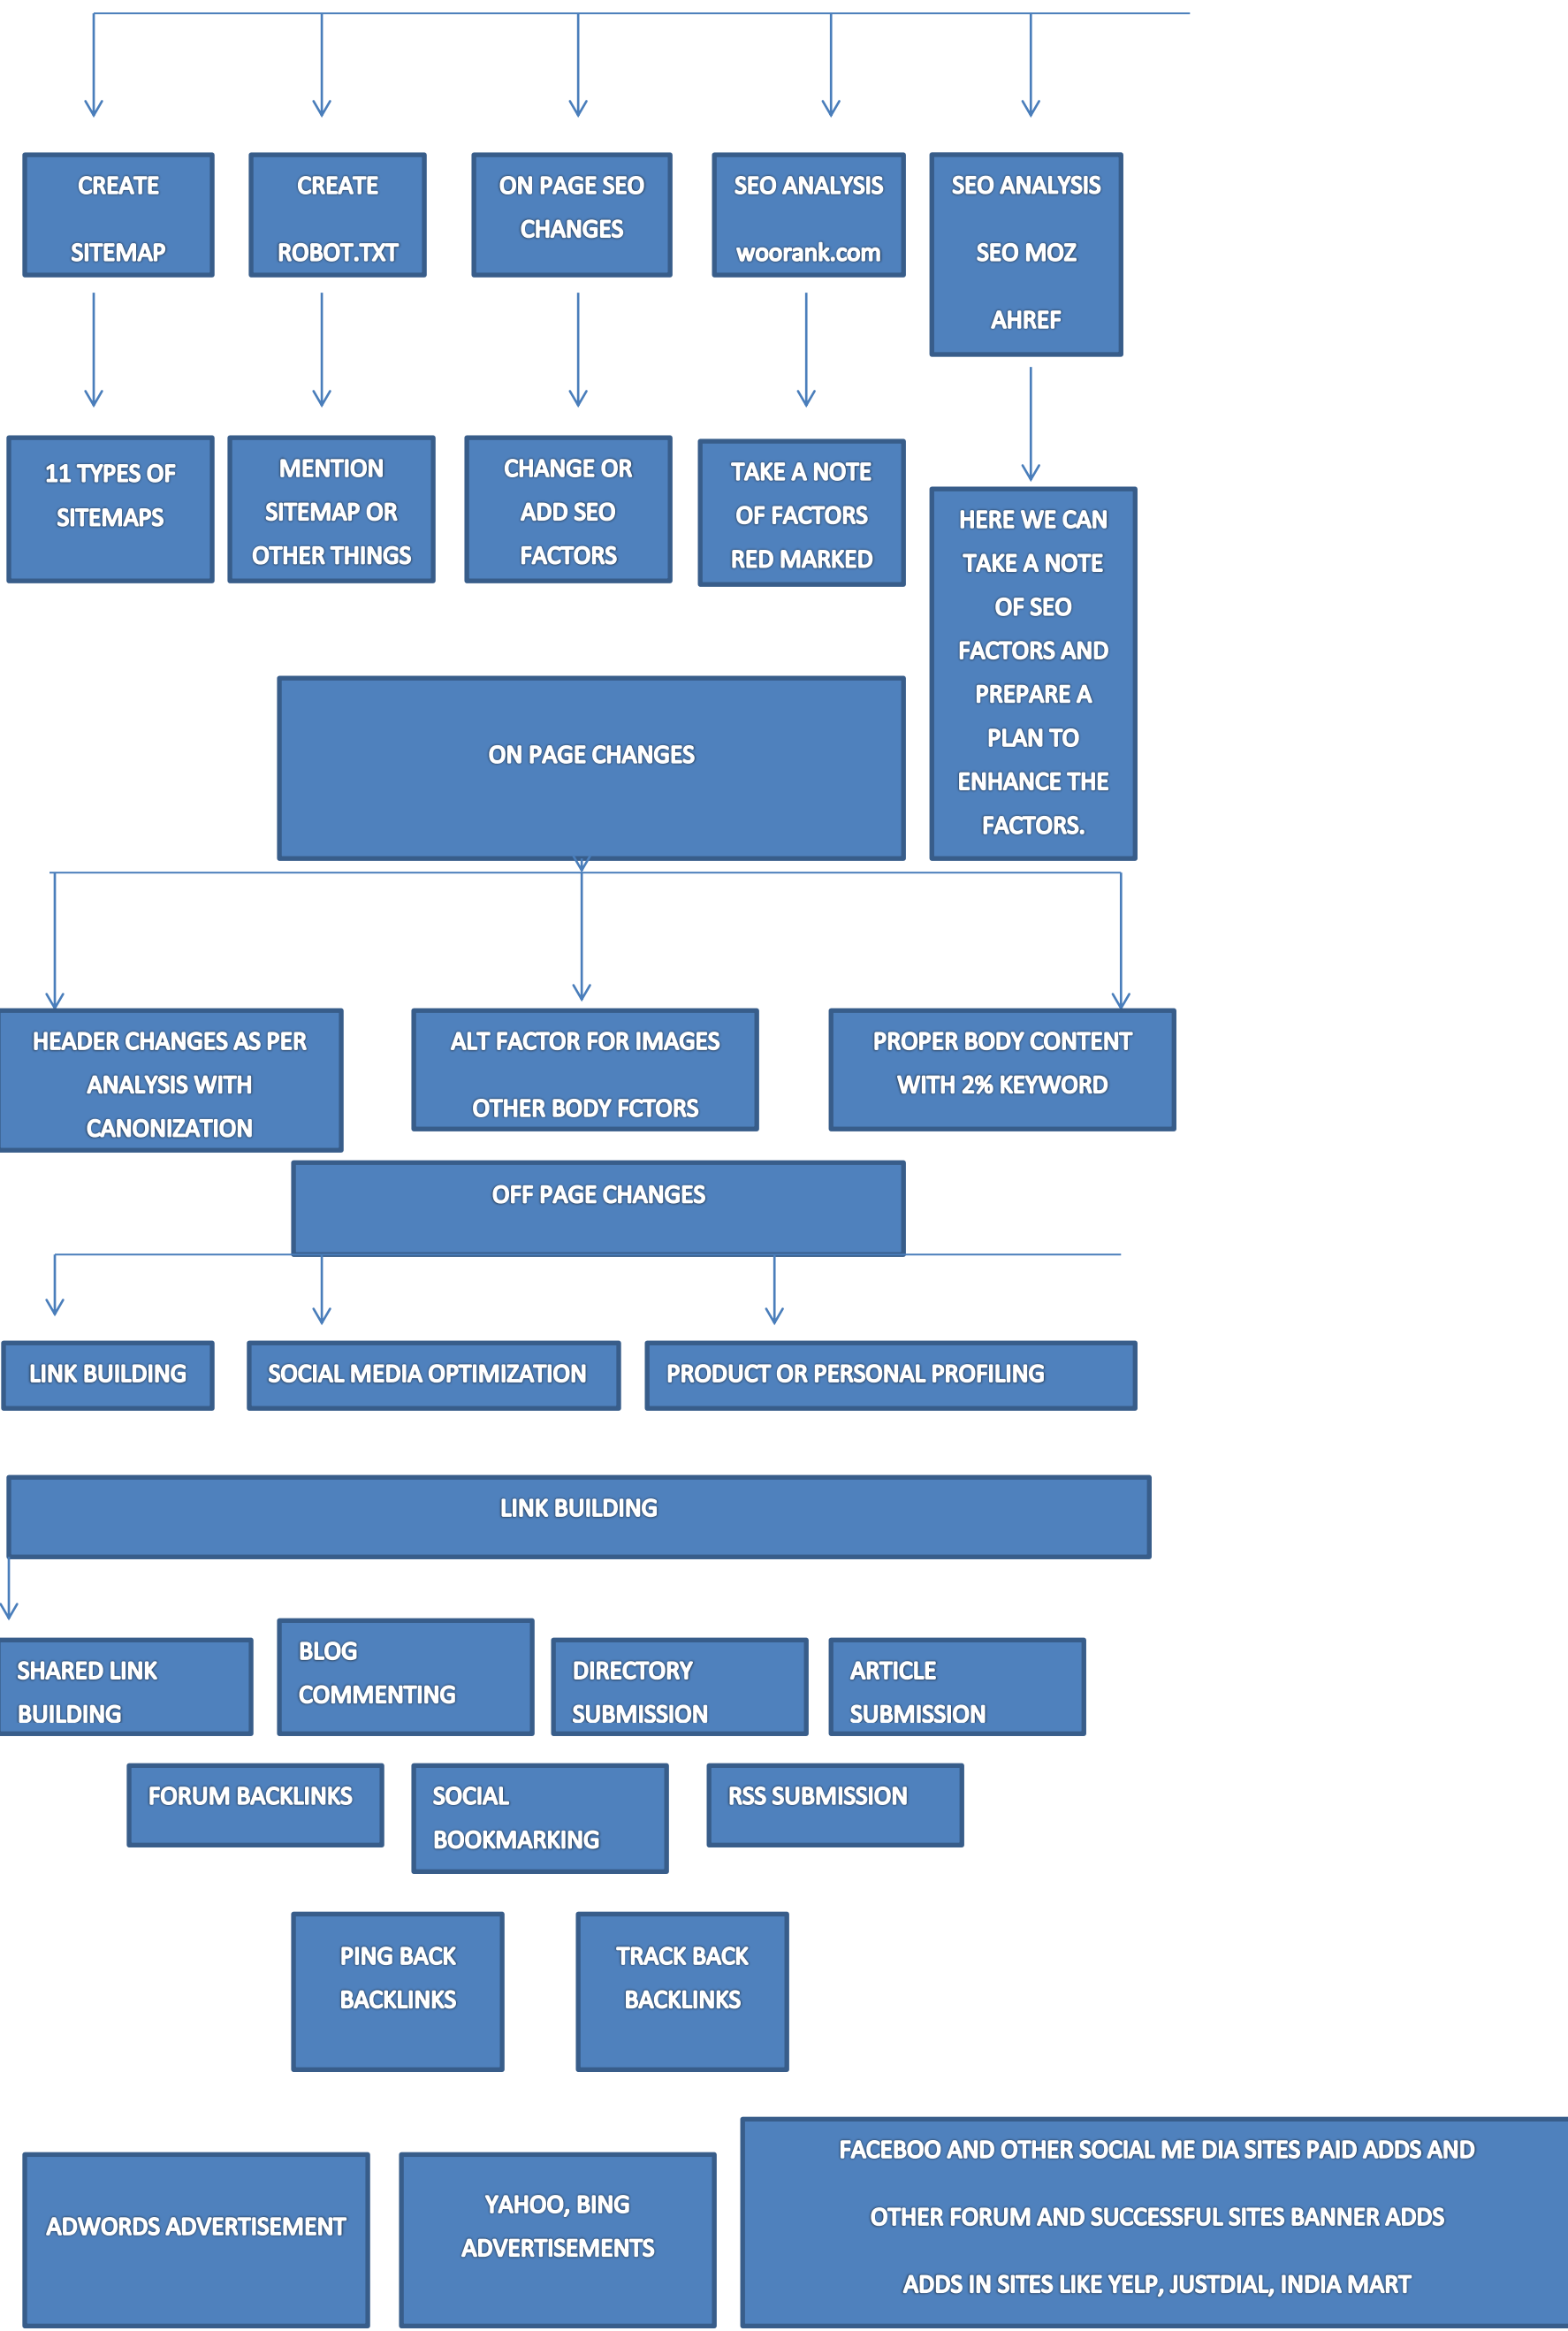 CREATE
SITEMAP
CREATE
ROBOT.TXT
ON PAGE SEO
CHANGES
SEO ANALYSIS
woorank.com
SEO ANALYSIS
SEO MOZ
AHREF
11 TYPES OF
SITEMAPS
MENTION
SITEMAP OR
OTHER THINGS
CHANGE OR
ADD SEO
FACTORS
TAKE A NOTE
OF FACTORS
RED MARKED
HERE WE CAN
TAKE A NOTE
OF SEO
FACTORS AND
PREPARE A
PLAN TO
ENHANCE THE
FACTORS.
ON PAGE CHANGES
HEADER CHANGES AS PER
ANALYSIS WITH
CANONIZATION
ALT FACTOR FOR IMAGES
OTHER BODY FCTORS
PROPER BODY CONTENT
WITH 2% KEYWORD
OFF PAGE CHANGES
LINK BUILDING
SOCIAL MEDIA OPTIMIZATION
PRODUCT OR PERSONAL PROFILING
LINK BUILDING
SHARED LINK
BUILDING
BLOG
COMMENTING
DIRECTORY
SUBMISSION
ARTICLE
SUBMISSION
FORUM BACKLINKS
SOCIAL
BOOKMARKING
RSS SUBMISSION
PING BACK
BACKLINKS
TRACK BACK
BACKLINKS
ADWORDS ADVERTISEMENT
YAHOO, BING
ADVERTISEMENTS
FACEBOO AND OTHER SOCIAL ME DIA SITES PAID ADDS AND
OTHER FORUM AND SUCCESSFUL SITES BANNER ADDS
ADDS IN SITES LIKE YELP, JUSTDIAL, INDIA MART